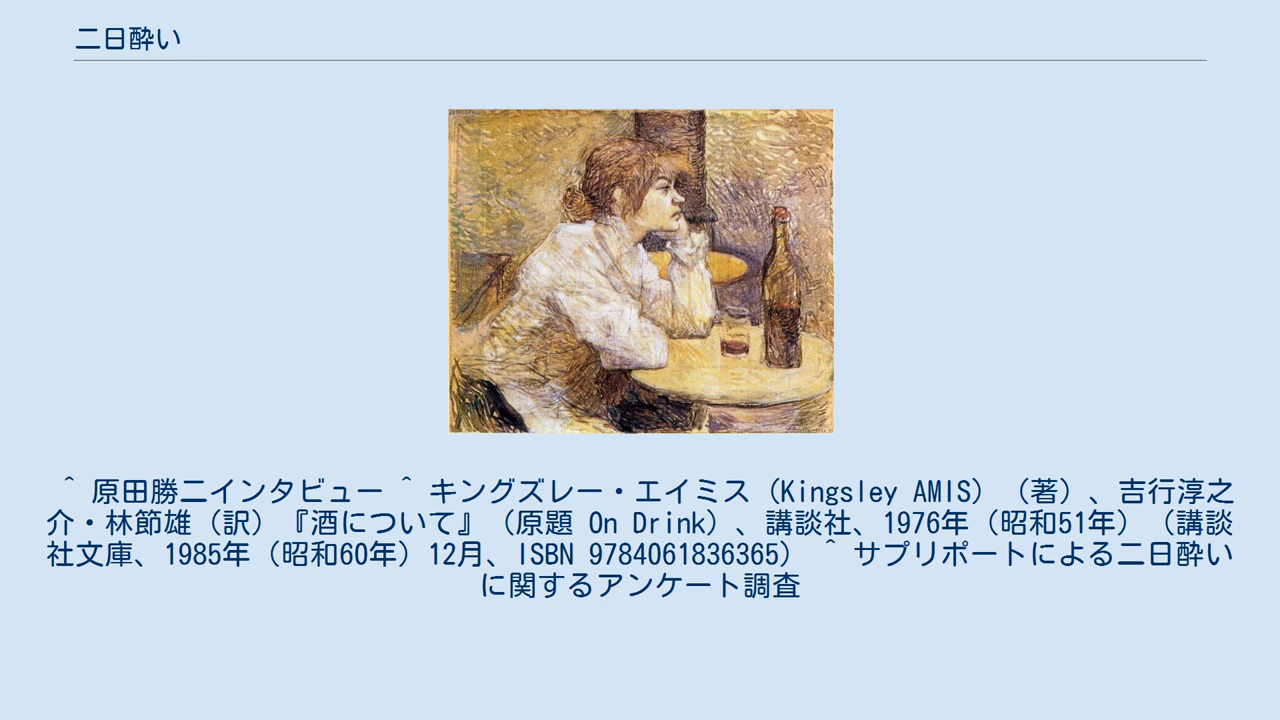 二日酔い
^ 原田勝二インタビュー ^ キングズレー・エイミス（Kingsley AMIS）（著）、吉行淳之
介・林節雄（訳）『酒について』（原題 On Drink）、講談社、1976年（昭和51年）（講談
社文庫、1985年（昭和60年）12月、ISBN 9784061836365） ^ サプリポートによる二日酔い
に関するアンケート調査